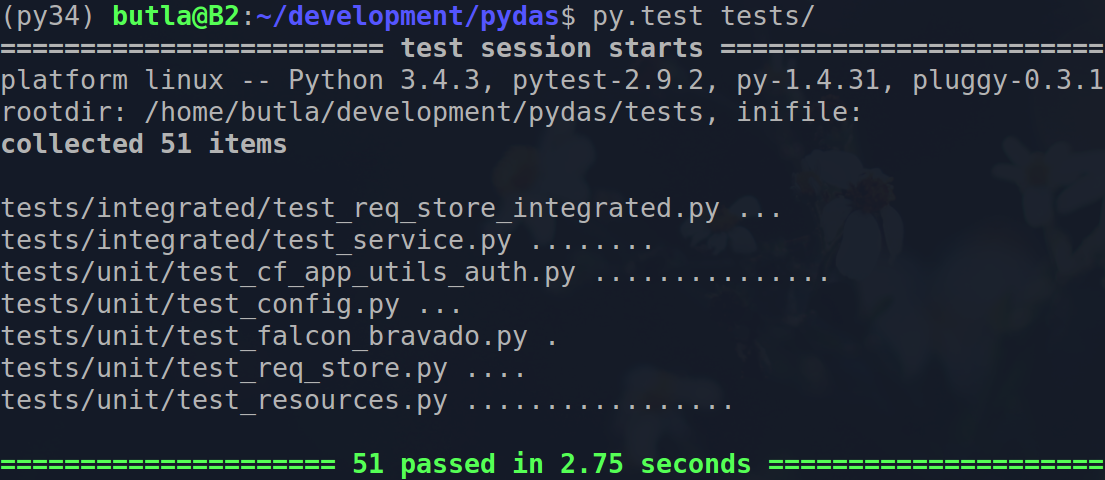 (py34) butla@B2:~/development/pydas$ py.test tests/
======================== test session starts ========================
platform linux -- Python 3.4.3, pytest-2.9.2, py-1.4.31, pluggy-0.3.1
rootdir: /home/butla/development/pydas/tests, inifile:
collected 51 items
tests/integrated/test_req_store_integrated.py ...
tests/integrated/test_service.py ........
tests/unit/test_cf_app_utils_auth.py ...............
tests/unit/test_config.py ...
tests/unit/test_falcon_bravado.py .
tests/unit/test_req_store.py ....
tests/unit/test_resources.py .................
===================== 51 passed in 2.75 seconds =====================